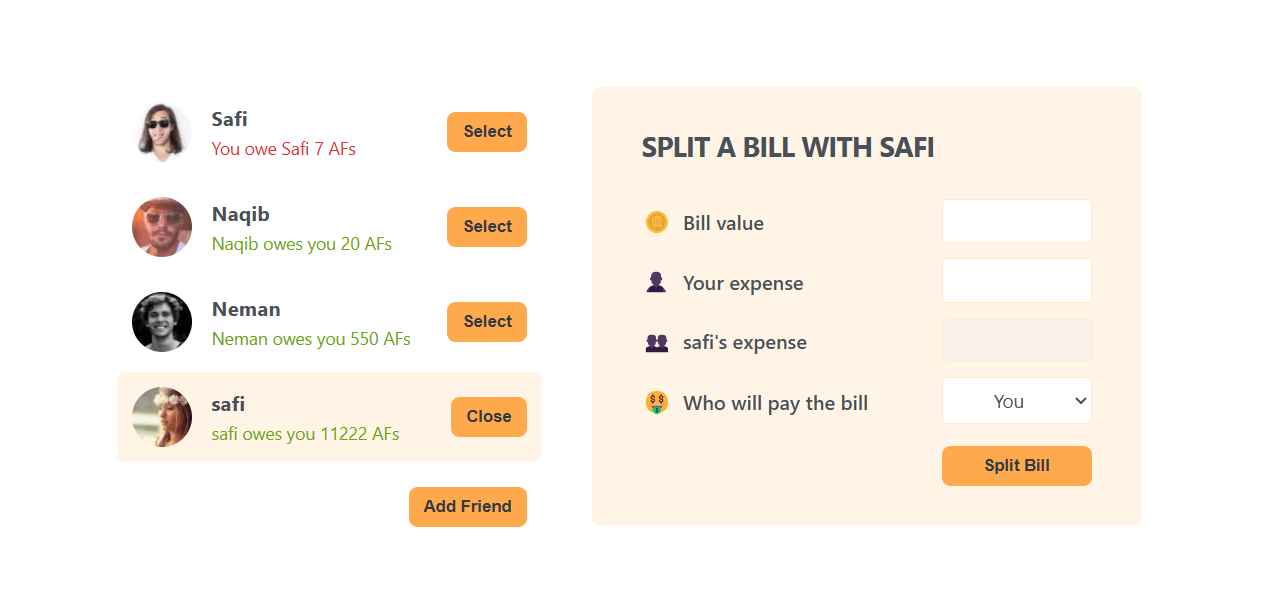 Safi
You owe Safi 7 AFs
Select
Naqib
Naqib owes you 20 AFs
Select
Neman
Neman owes you 550 AFs
Select
safi
safi owes you 11222 AFs
Close
Add Friend
SPLIT A BILL WITH SAFI
Bill value
Your expense
safi's expense
Who will pay the bill
You
Split Bill